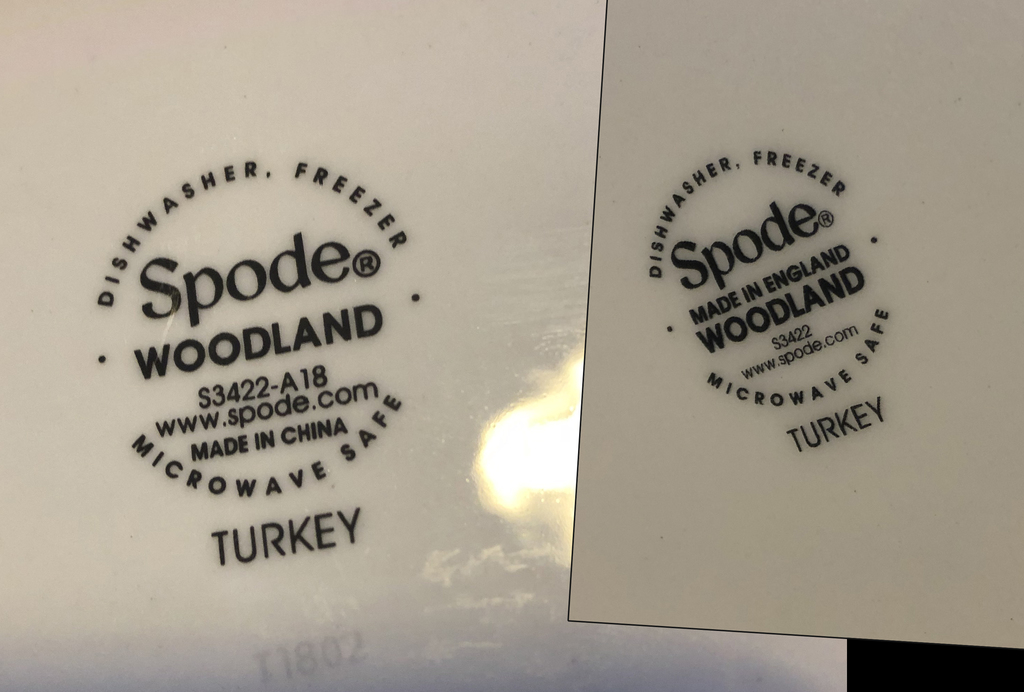 DISHWASHER, FREEZER
Spode®
WOODLAND
S3422-A18
www.spode.com
MADE IN CHINA
MICROWAVE SAFE
TURKEY
11802
DISHWASHER, FREEZER
Spode®
MADE IN ENGLAND
WOODLAND
S3422
www.spode.com
MICROWAVE SAFE
TURKEY